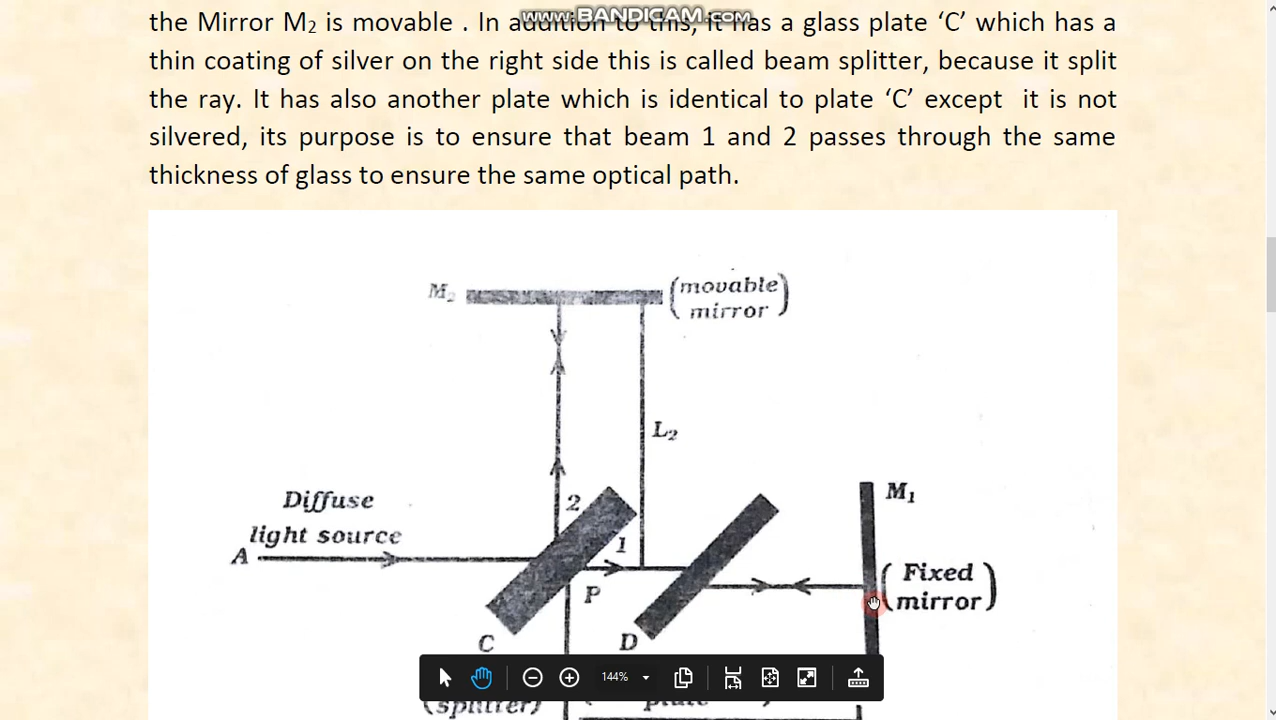 www.BANDICAM.com
the Mirror M₂ is movable . In addition to this, it has a glass plate ‘C’ which has a
thin coating of silver on the right side this is called beam splitter, because it split
the ray. It has also another plate which is identical to plate ‘C’ except it is not
silvered, its purpose is to ensure that beam 1 and 2 passes through the same
thickness of glass to ensure the same optical path.
M₂
(movable
mirror)
L₂
Diffuse
light source
A
2
1
P
C
D
M₁
(Fixed
mirror)
144%
(splitter)
plate